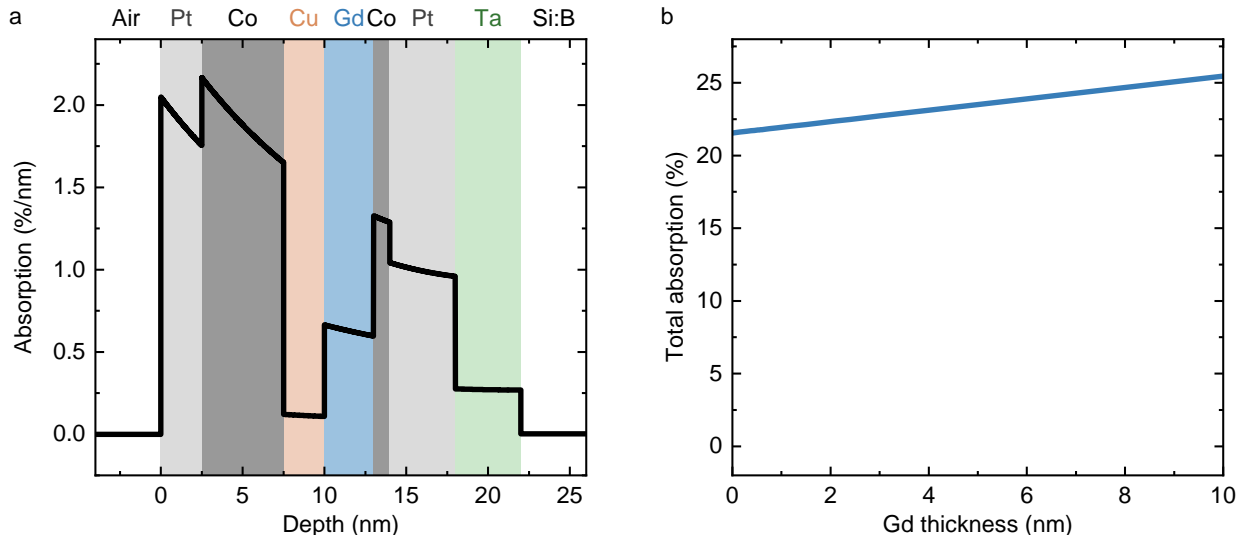 a
Air Pt Co Cu Gd Co Pt Ta Si:B
Absorption (%/nm)
2.0
1.5
1.0
0.5
0.0
0 5 10 15 20 25
Depth (nm)
b
Total absorption (%)
25
20
15
10
5
0
0 2 4 6 8 10
Gd thickness (nm)